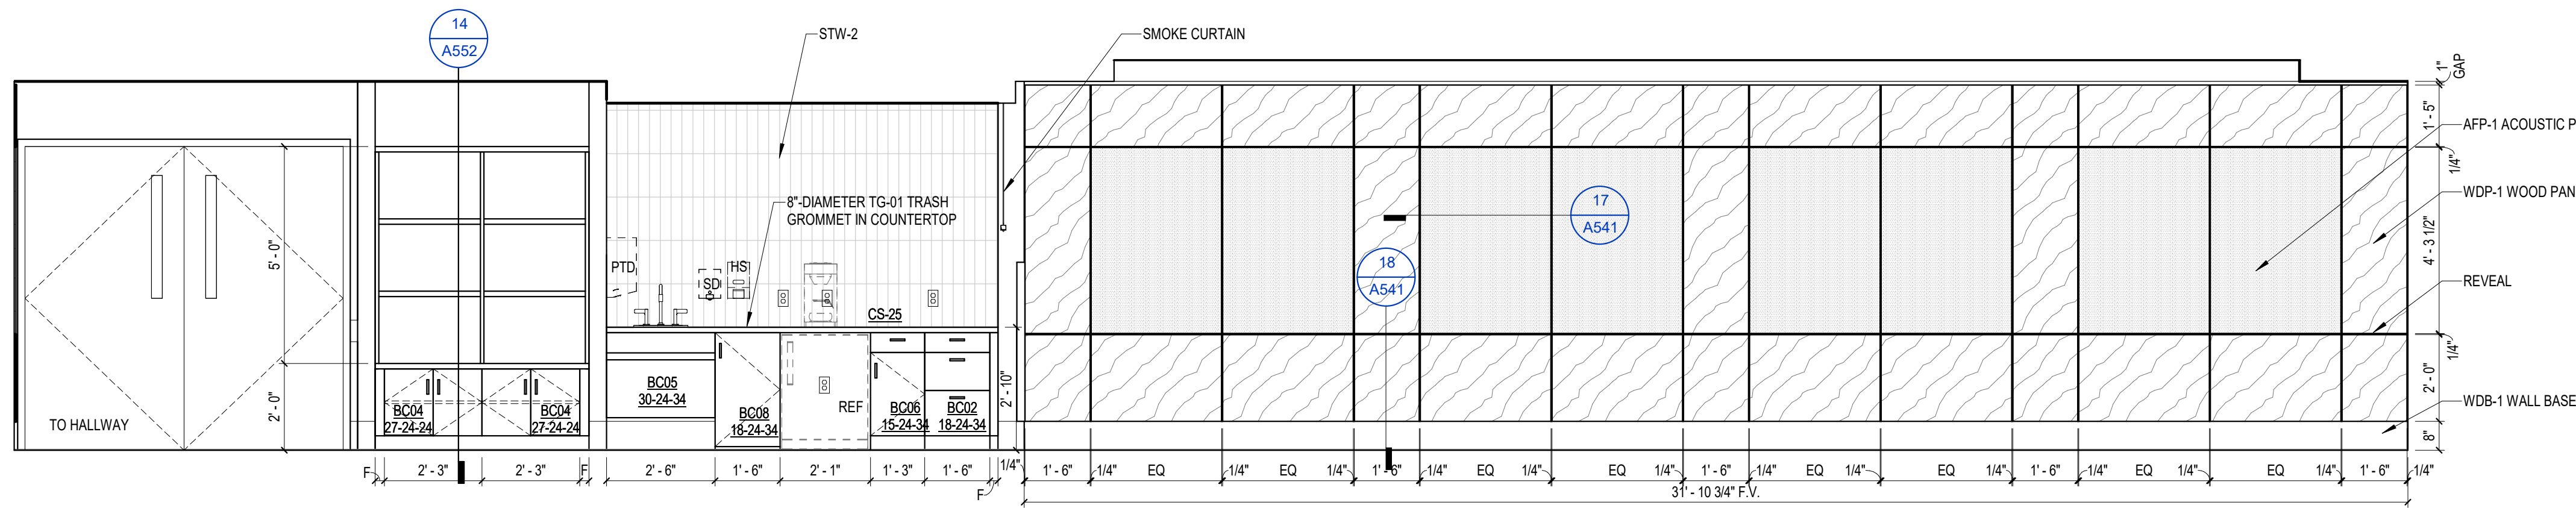 14
A552
STW-2
SMOKE CURTAIN
1"
GAP
1' - 5"
AFP-1 ACOUSTIC P
1/4"
WDP-1 WOOD PAN
4' - 3 1/2"
8"-DIAMETER TG-01 TRASH
GROMMET IN COUNTERTOP
17
A541
18
A541
5' - 0"
PTD
SD
HS
CS-25
REVEAL
1/4"
2' - 0"
2' - 10"
BC05
30-24-34
REF
BC04
27-24-24
BC04
27-24-24
BC08
18-24-34
BC06
15-24-34
BC02
18-24-34
2' - 0"
TO HALLWAY
WDB-1 WALL BASE
8"
F 2' - 3" 2' - 3" F 2' - 6" 1' - 6" 2' - 1" 1' - 3" 1' - 6" F 1/4" 1' - 6" 1/4" EQ 1/4" EQ 1/4" 1' - 6" 1/4" EQ 1/4" EQ 1/4" 1' - 6" 1/4" EQ 1/4" EQ 1/4" 1' - 6" 1/4" EQ 1/4" EQ 1/4" 1' - 6" 1/4"
31' - 10 3/4" F.V.